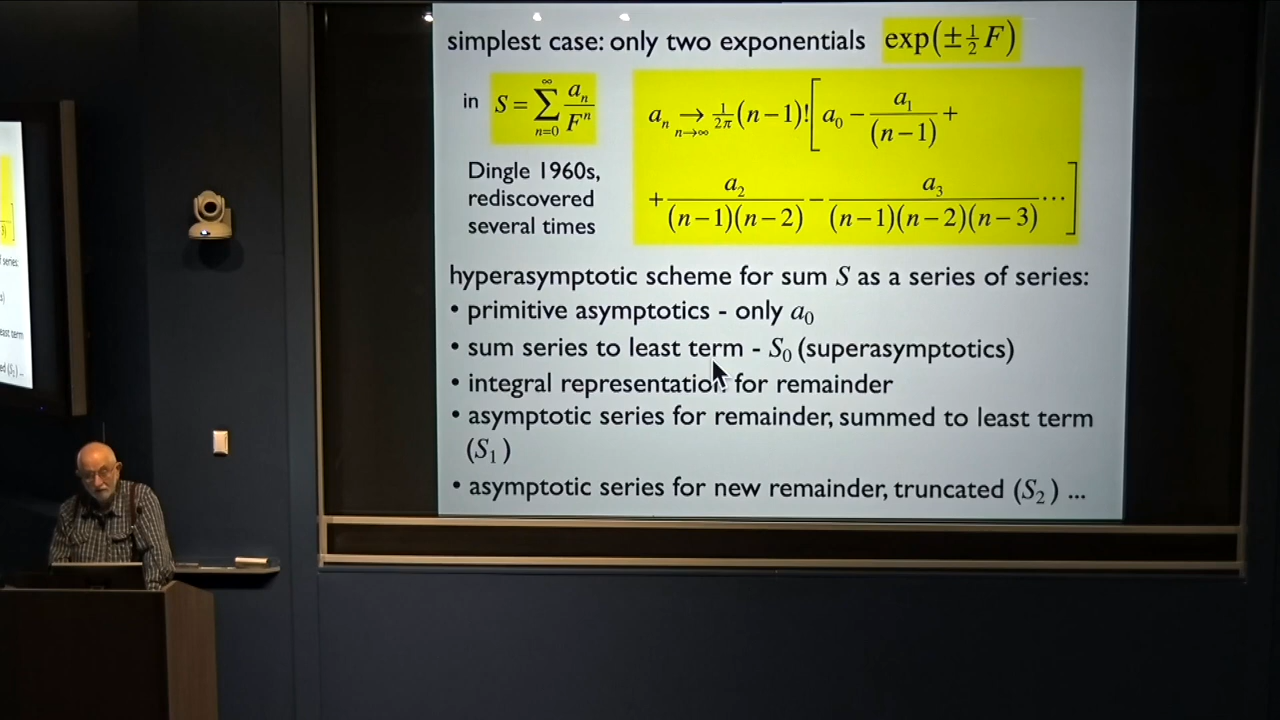 simplest case: only two exponentials exp(±½F)
in S = ∑_{n=0}^{∞} a_n/F^n
a_n →_{n→∞} 1/2π (n−1)! [ a_0 − a_1/(n−1) +
+ a_2/((n−1)(n−2)) − a_3/((n−1)(n−2)(n−3)) ⋯ ]
Dingle 1960s,
rediscovered
several times
hyperasymptotic scheme for sum S as a series of series:
• primitive asymptotics - only a_0
• sum series to least term - S_0 (superasymptotics)
• integral representation for remainder
• asymptotic series for remainder, summed to least term
(S_1)
• asymptotic series for new remainder, truncated (S_2) ...
series:
least term